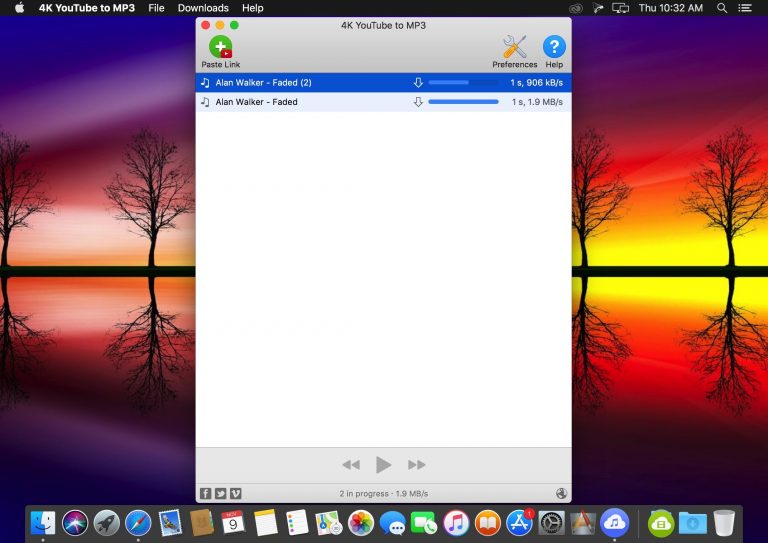 4K YouTube to MP3 File Downloads Help Thu 10:32 AM
4K YouTube to MP3
Paste Link Preferences Help
Alan Walker - Faded (2) 1 s, 906 kB/s
Alan Walker - Faded 1 s, 1.9 MB/s
2 in progress · 1.9 MB/s
NOV
9
1